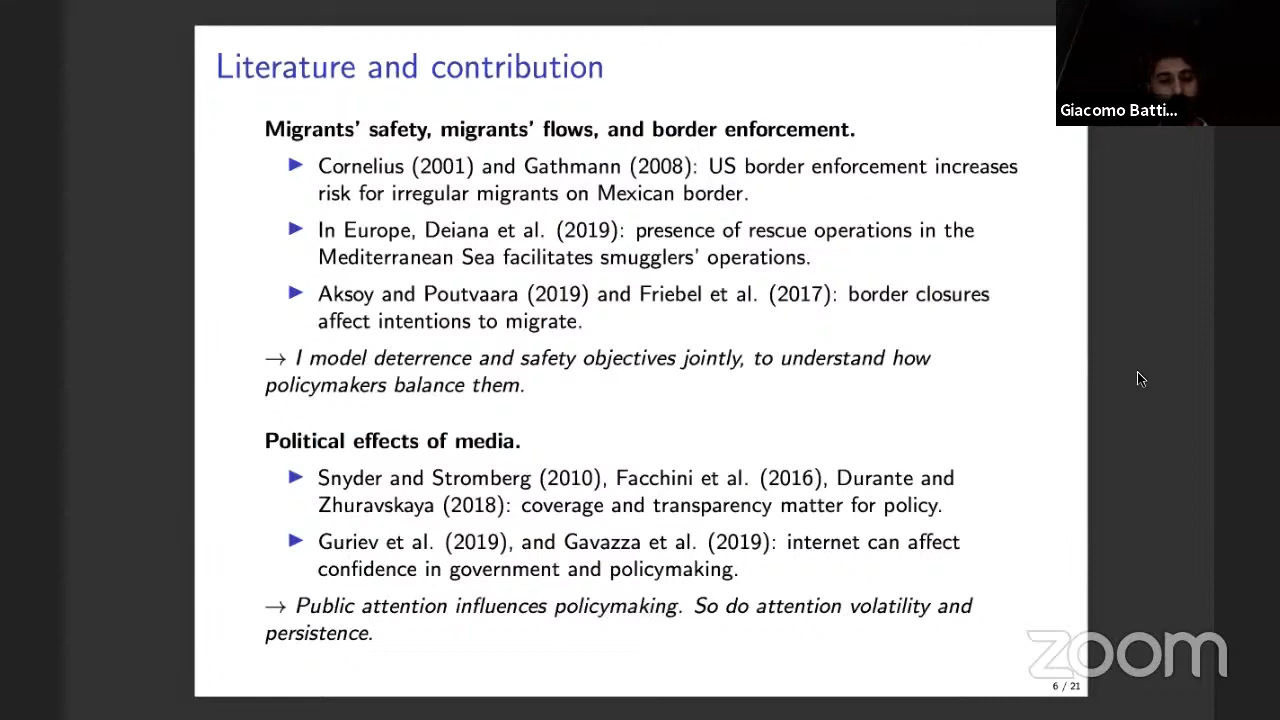 Literature and contribution
Giacomo Batti...
Migrants' safety, migrants' flows, and border enforcement.
Cornelius (2001) and Gathmann (2008): US border enforcement increases
risk for irregular migrants on Mexican border.
In Europe, Deiana et al. (2019): presence of rescue operations in the
Mediterranean Sea facilitates smugglers' operations.
Aksoy and Poutvaara (2019) and Friebel et al. (2017): border closures
affect intentions to migrate.
→ I model deterrence and safety objectives jointly, to understand how
policymakers balance them.
Political effects of media.
Snyder and Stromberg (2010), Facchini et al. (2016), Durante and
Zhuravskaya (2018): coverage and transparency matter for policy.
Guriev et al. (2019), and Gavazza et al. (2019): internet can affect
confidence in government and policymaking.
→ Public attention influences policymaking. So do attention volatility and
persistence.
zoom
6 / 21